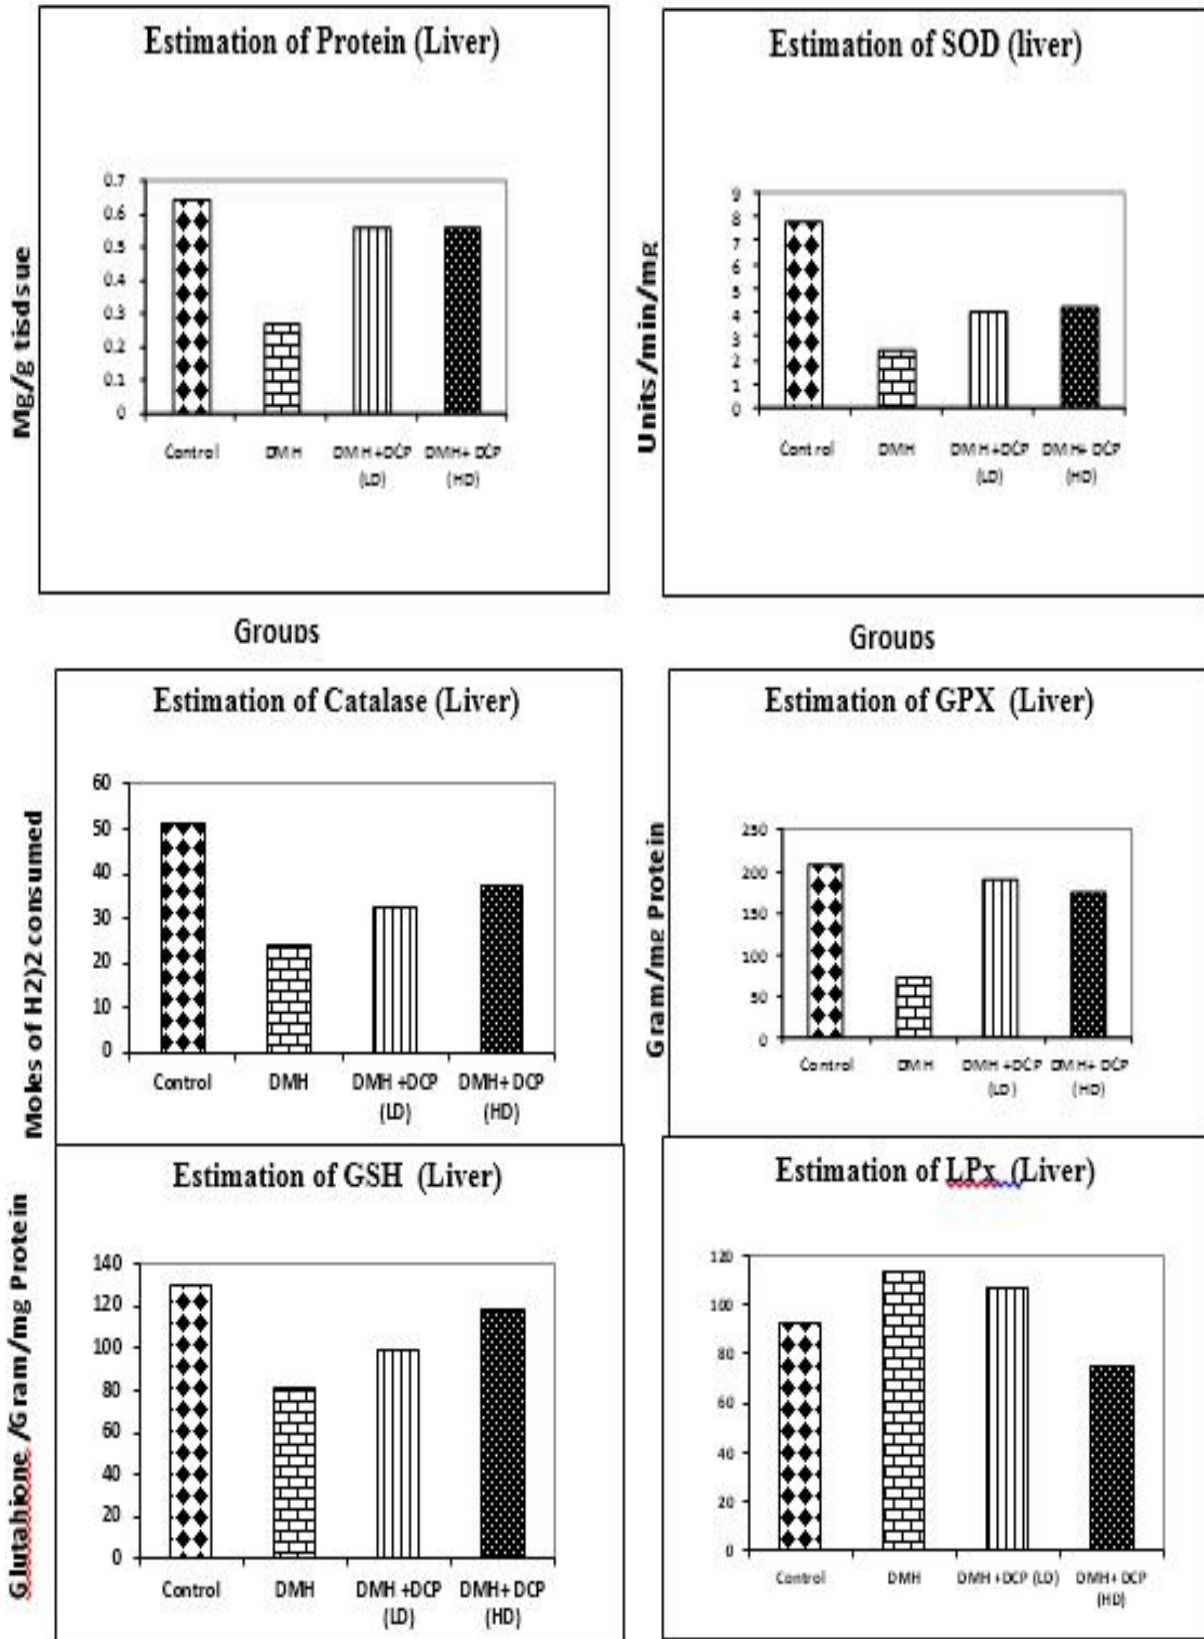 Estimation of Protein (Liver)
Mg/g tisdsue
0.7
0.6
0.5
0.4
0.3
0.2
0.1
0
Control
DMH
DMH +DCP (LD)
DMH+ DCP (HD)
Groups
Estimation of SOD (liver)
Units/min/mg
9
8
7
6
5
4
3
2
1
0
Control
DMH
DMH +DCP (LD)
DMH+ DCP (HD)
Groups
Estimation of Catalase (Liver)
Moles of H2)2 consumed
60
50
40
30
20
10
0
Control
DMH
DMH +DCP (LD)
DMH+ DCP (HD)
Estimation of GPX (Liver)
Gram/mg Protein
250
200
150
100
50
0
Control
DMH
DMH +DCP (LD)
DMH+ DCP (HD)
Estimation of GSH (Liver)
Glutahione /Gram/mg Protein
140
120
100
80
60
40
20
0
Control
DMH
DMH +DCP (LD)
DMH+ DCP (HD)
Estimation of LPx (Liver)
120
100
80
60
40
20
0
Control
DMH
DMH +DCP (LD)
DMH+ DCP (HD)